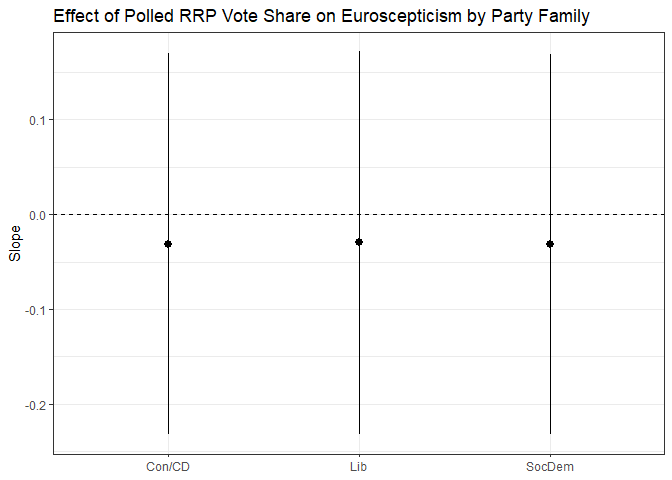 Effect of Polled RRP Vote Share on Euroscepticism by Party Family
0.1
0.0
-0.1
-0.2
Slope
Con/CD
Lib
SocDem